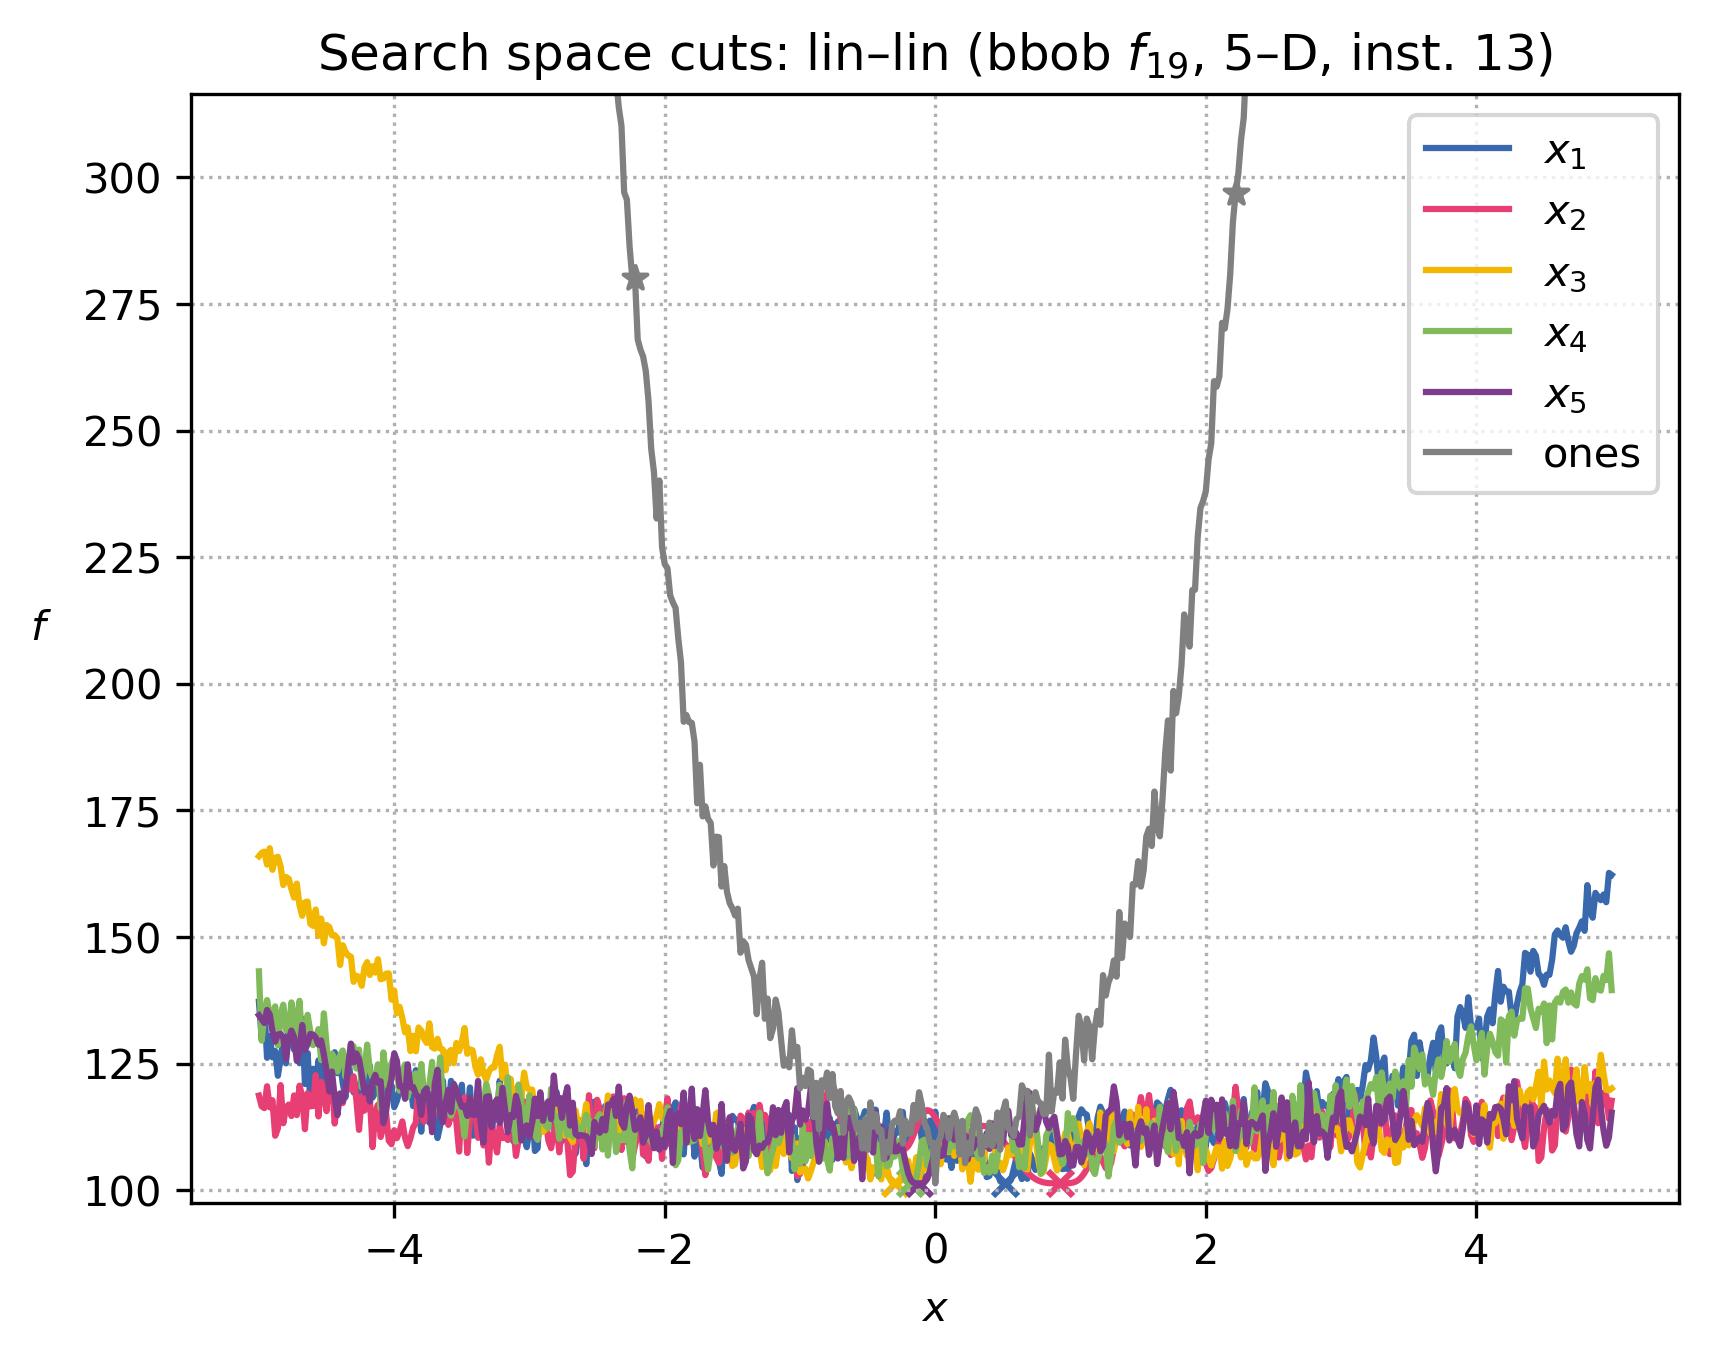 Search space cuts: lin–lin (bbob f19, 5–D, inst. 13)
300
275
250
225
200
175
150
125
100
f
x1
x2
x3
x4
x5
ones
−4 −2 0 2 4
x